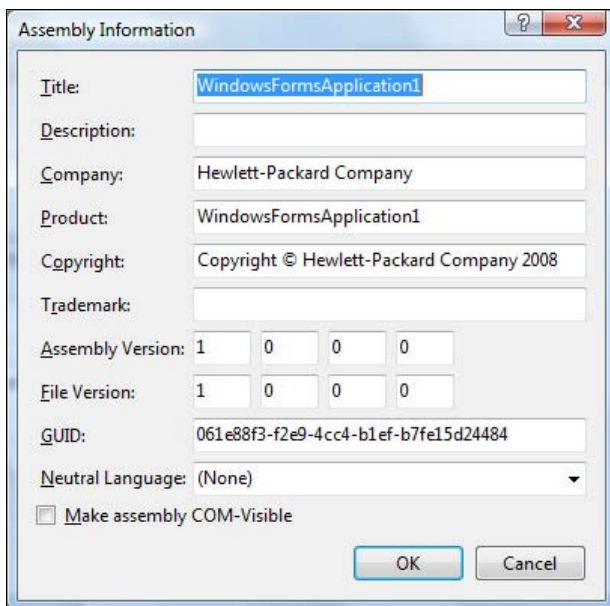 Assembly Information
Title: WindowsFormsApplication1
Description:
Company: Hewlett-Packard Company
Product: WindowsFormsApplication1
Copyright: Copyright © Hewlett-Packard Company 2008
Trademark:
Assembly Version: 1 0 0 0
File Version: 1 0 0 0
GUID: 061e88f3-f2e9-4cc4-b1ef-b7fe15d24484
Neutral Language: (None)
Make assembly COM-Visible
OK Cancel